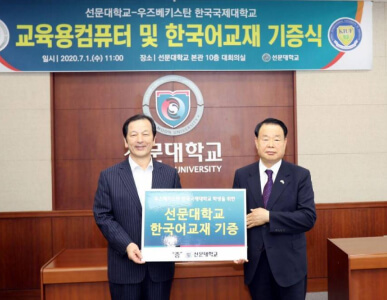 선문대학교-우즈베키스탄 한국국제대학교
교육용컴퓨터 및 한국어교재 기증식
일시 | 2020.7.1.(수) 11:00 장소 | 선문대학교 본관 10층 대회의실 선문대학교
KIUF
선문대학교
UNIVERSITY
선문대학교
한국어교재 기증
"증" 선문대학교